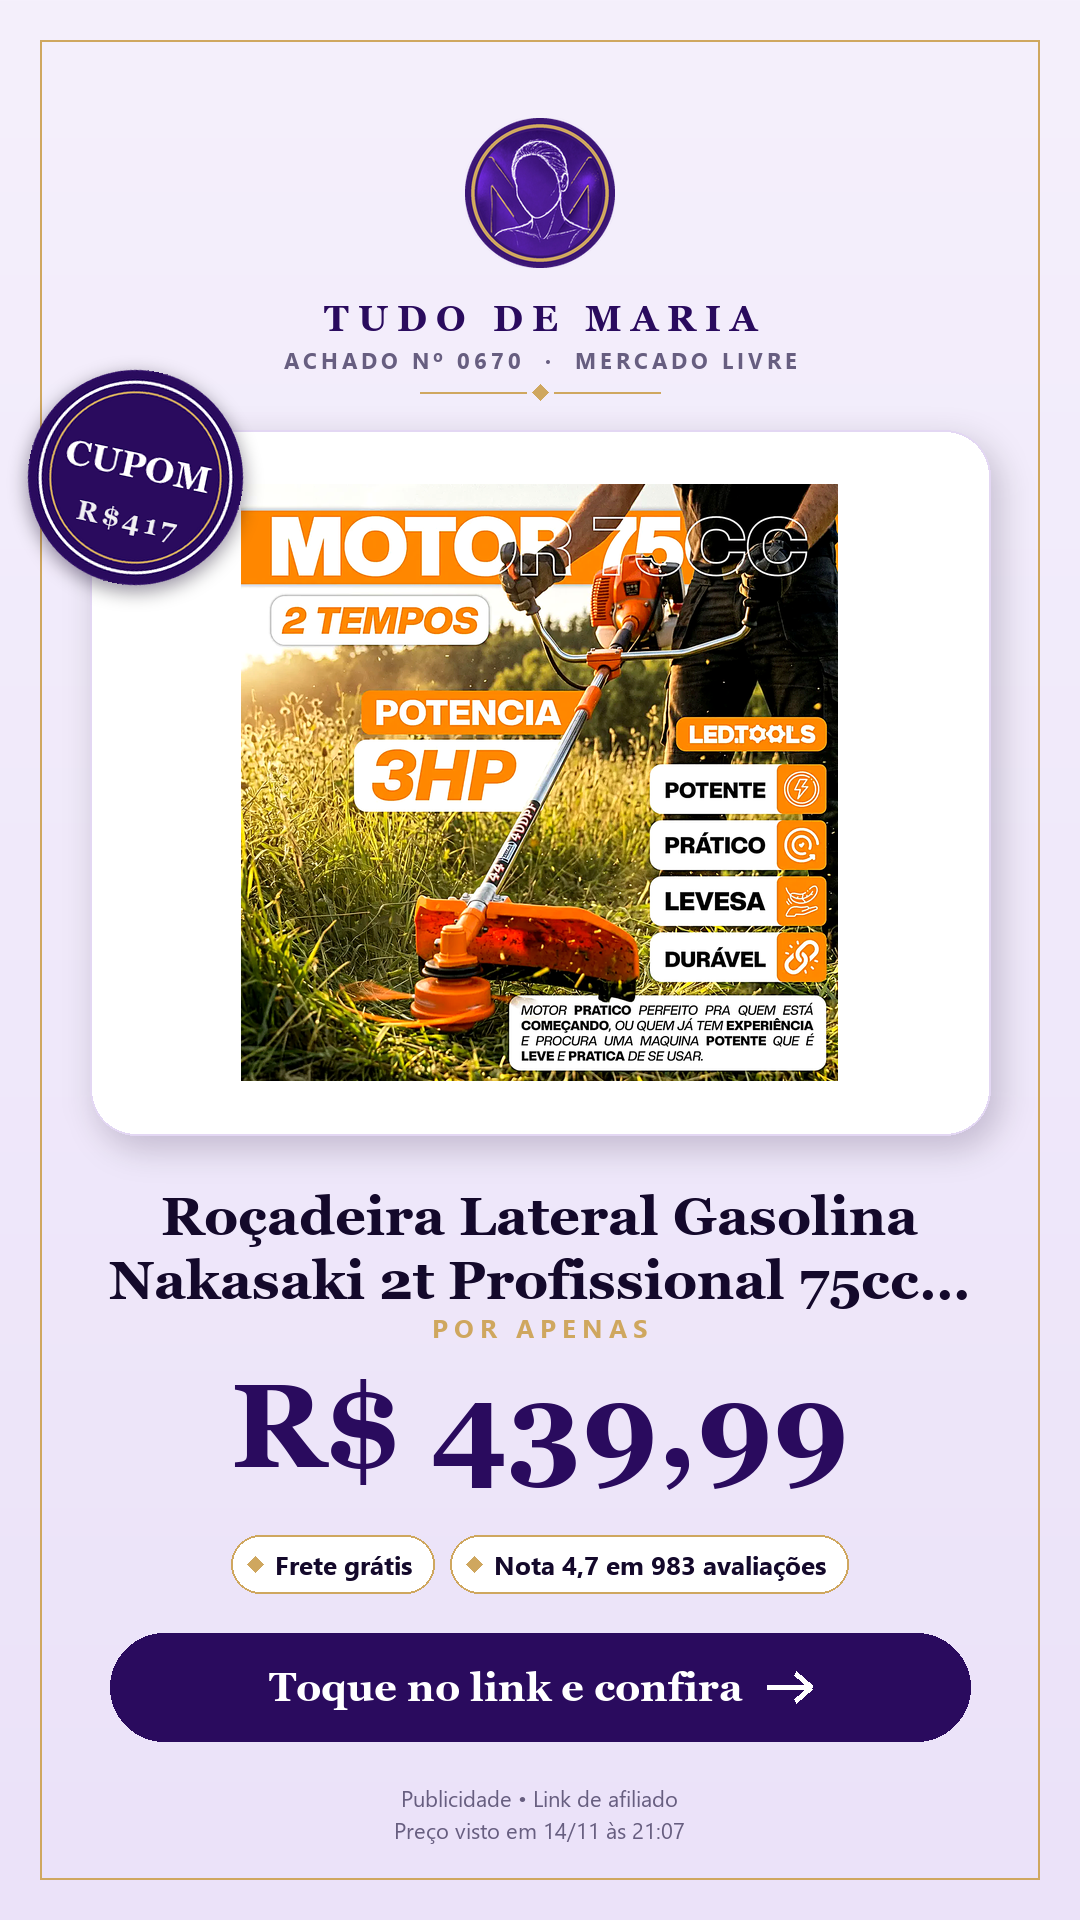 TUDO DE MARIA
ACHADO Nº 0670 · MERCADO LIVRE
CUPOM
R$417
MOTOR 75CC
2 TEMPOS
POTENCIA
3HP
LEDTOOLS
POTENTE
PRÁTICO
LEVESA
DURÁVEL
MOTOR PRATICO PERFEITO PRA QUEM ESTÁ
COMEÇANDO, OU QUEM JÁ TEM EXPERIÊNCIA
E PROCURA UMA MAQUINA POTENTE QUE É
LEVE E PRATICA DE SE USAR.
Roçadeira Lateral Gasolina
Nakasaki 2t Profissional 75cc...
POR APENAS
R$ 439,99
Frete grátis
Nota 4,7 em 983 avaliações
Toque no link e confira →
Publicidade • Link de afiliado
Preço visto em 14/11 às 21:07